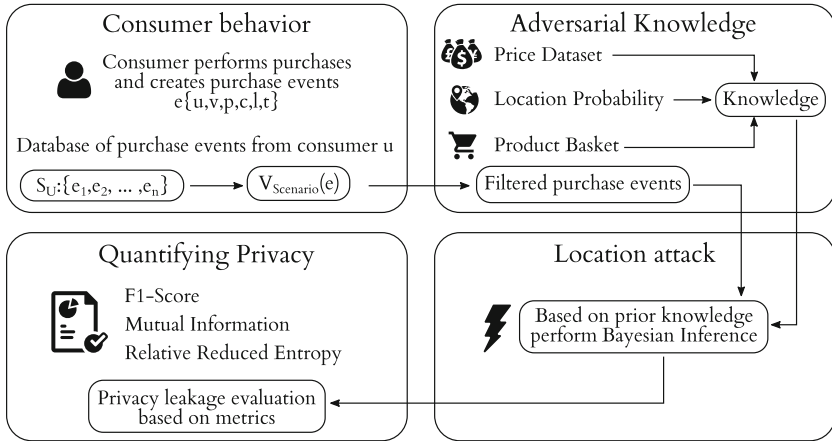 Consumer behavior
Consumer performs purchases
and creates purchase events
e{u,v,p,c,l,t}
Database of purchase events from consumer u
S_U:{e_1,e_2, ... ,e_n}
V_Scenario(e)
Adversarial Knowledge
Price Dataset
Location Probability
Product Basket
Knowledge
Filtered purchase events
Quantifying Privacy
F1-Score
Mutual Information
Relative Reduced Entropy
Privacy leakage evaluation
based on metrics
Location attack
Based on prior knowledge
perform Bayesian Inference